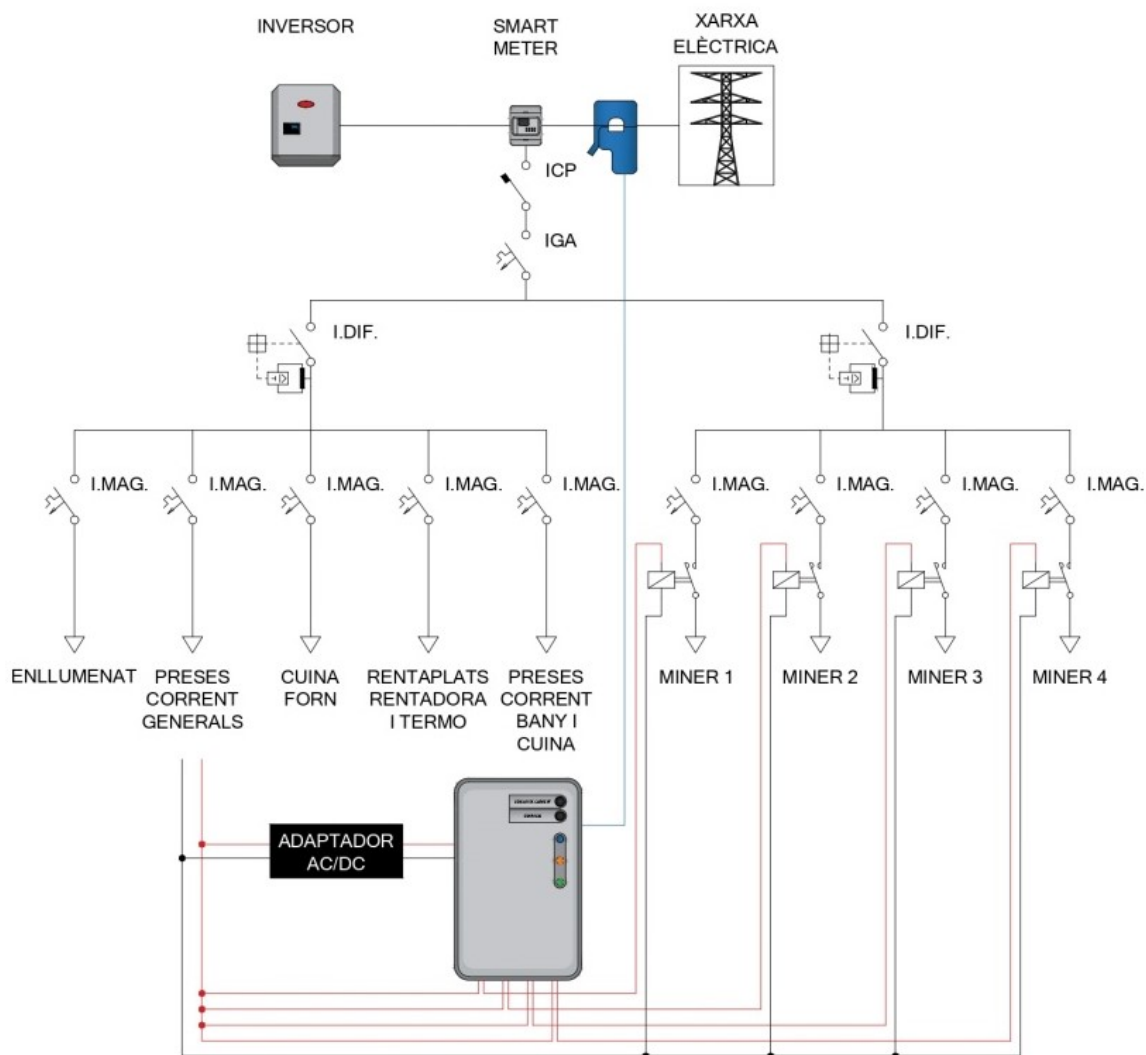 INVERSOR
SMART
METER
XARXA
ELÈCTRICA
ICP
IGA
I.DIF.
I.DIF.
I.MAG.
I.MAG.
I.MAG.
I.MAG.
I.MAG.
I.MAG.
I.MAG.
I.MAG.
I.MAG.
ENLLUMENAT
PRESES
CORRENT
GENERALS
CUINA
FORN
RENTAPLATS
RENTADORA
I TERMO
PRESES
CORRENT
BANY I
CUINA
MINER 1
MINER 2
MINER 3
MINER 4
ADAPTADOR
AC/DC